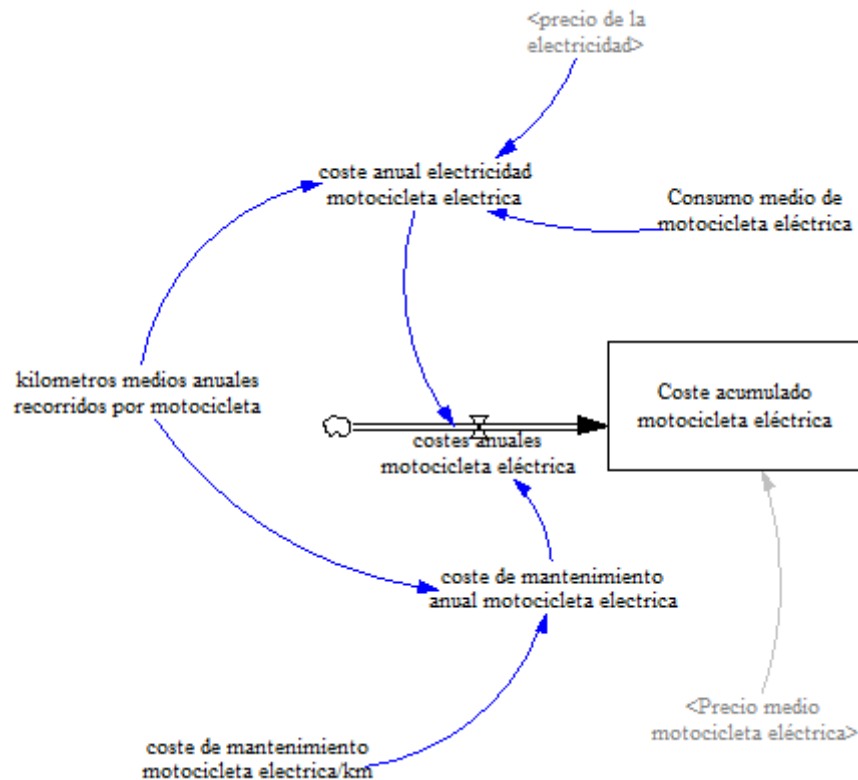 <precio de la
electricidad>
coste anual electricidad
motocicleta electrica
Consumo medio de
motocicleta eléctrica
kilometros medios anuales
recorridos por motocicleta
Coste acumulado
motocicleta eléctrica
costes anuales
motocicleta eléctrica
coste de mantenimiento
anual motocicleta electrica
<Precio medio
motocicleta eléctrica>
coste de mantenimiento
motocicleta electrica/km